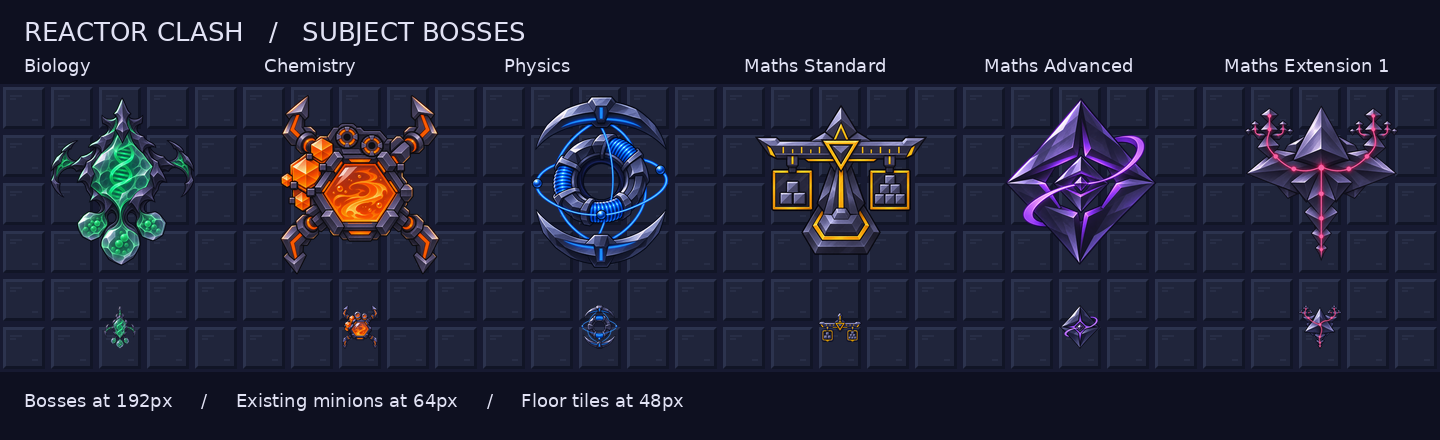 REACTOR CLASH / SUBJECT BOSSES
Biology Chemistry Physics Maths Standard Maths Advanced Maths Extension 1
Bosses at 192px / Existing minions at 64px / Floor tiles at 48px